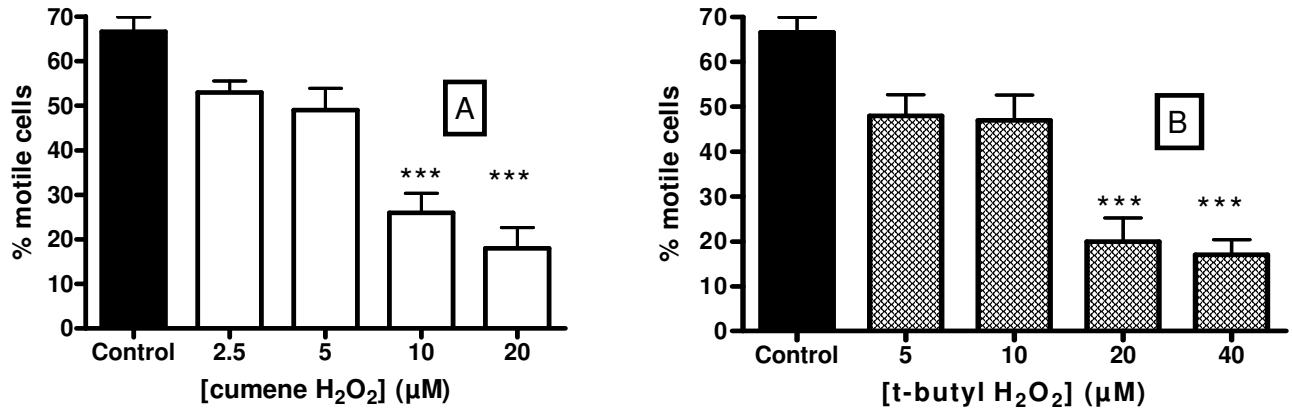 70
60
50
40
30
20
10
0
% motile cells
A
***
***
Control 2.5 5 10 20
[cumene H₂O₂] (µM)
70
60
50
40
30
20
10
0
% motile cells
B
***
***
Control 5 10 20 40
[t-butyl H₂O₂] (µM)